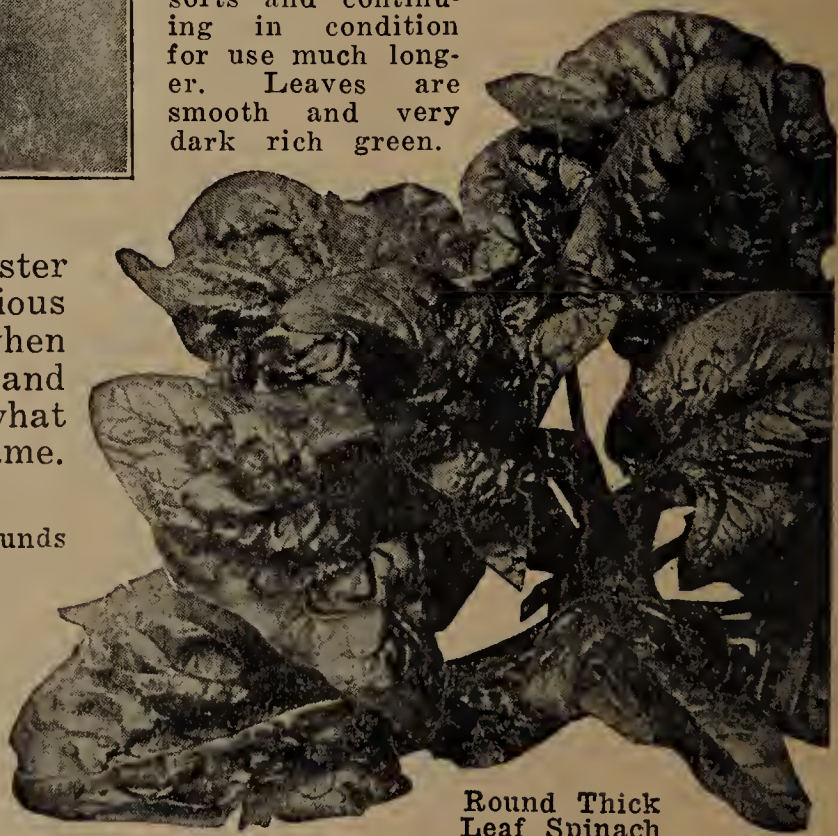 sorts and continu-
ing in condition
for use much long-
er. Leaves are
smooth and very
dark rich green.
ster
ious
hen
and
what
me.
unds
Round Thick
Leaf Spinach